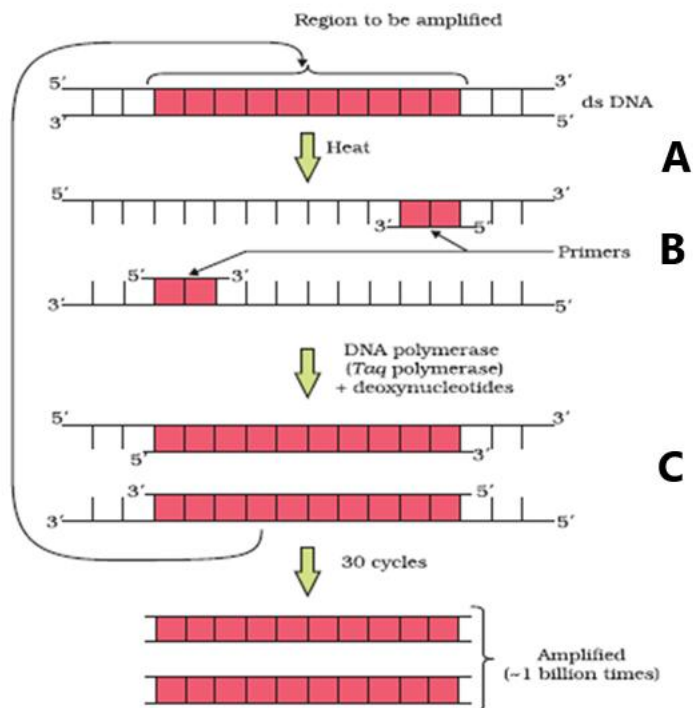 Region to be amplified
5′ 3′
ds DNA
3′ 5′
Heat
A
5′ 3′
3′ 5′
Primers
B
5′ 3′
3′ 5′
DNA polymerase
(Taq polymerase)
+ deoxynucleotides
5′ 3′
5′ 3′
C
3′ 5′
3′ 5′
30 cycles
Amplified
(~1 billion times)